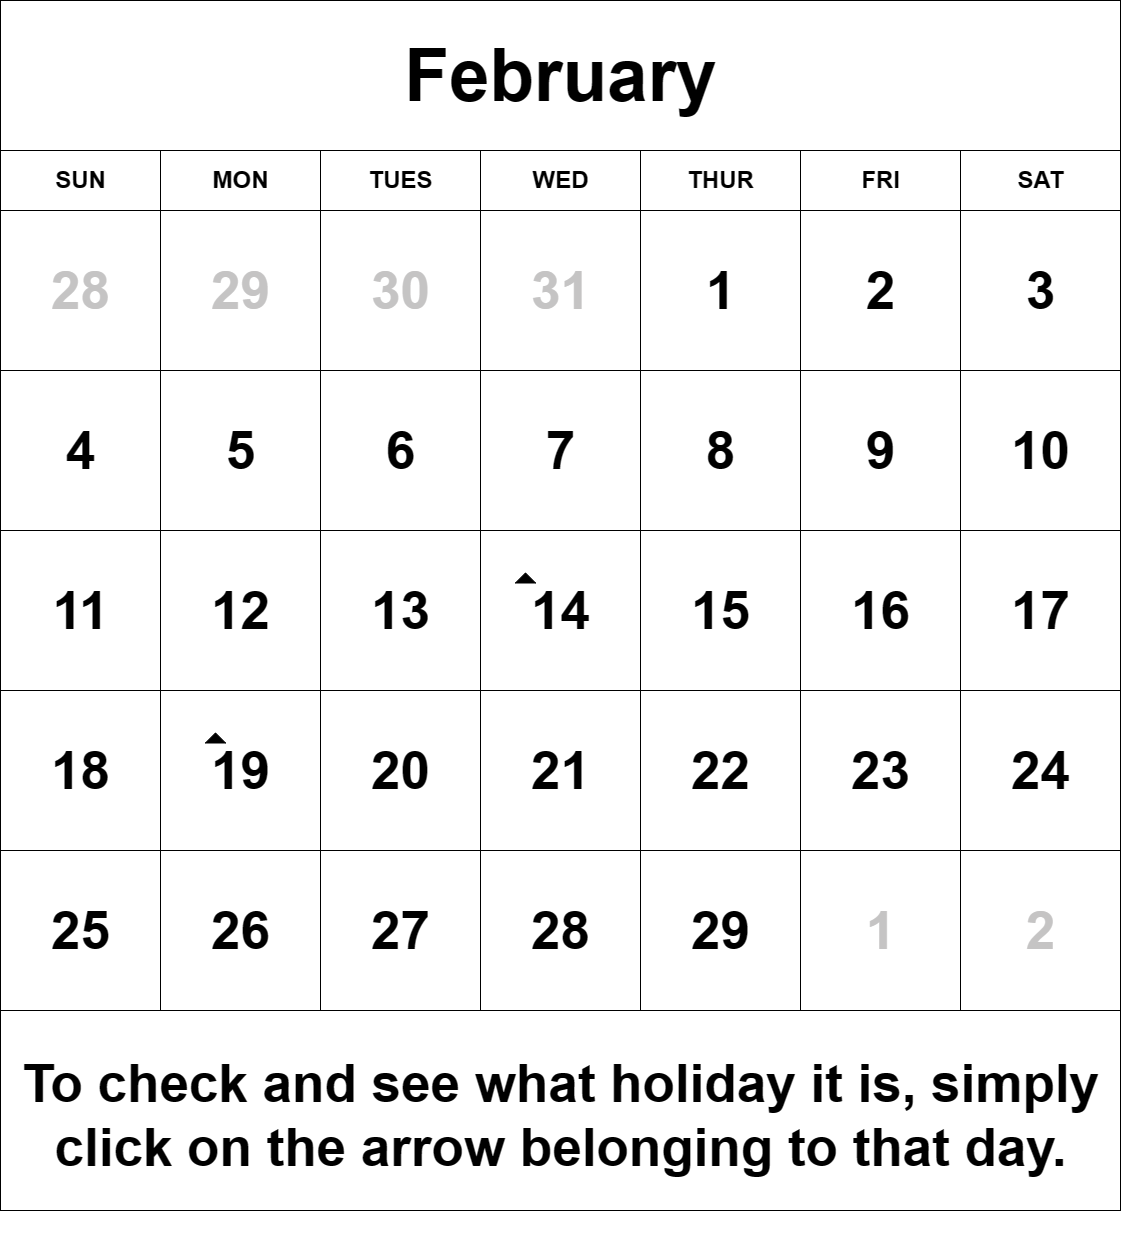 February
SUN MON TUES WED THUR FRI SAT
28 29 30 31 1 2 3
4 5 6 7 8 9 10
11 12 13 14 15 16 17
18 19 20 21 22 23 24
25 26 27 28 29 1 2
To check and see what holiday it is, simply
click on the arrow belonging to that day.